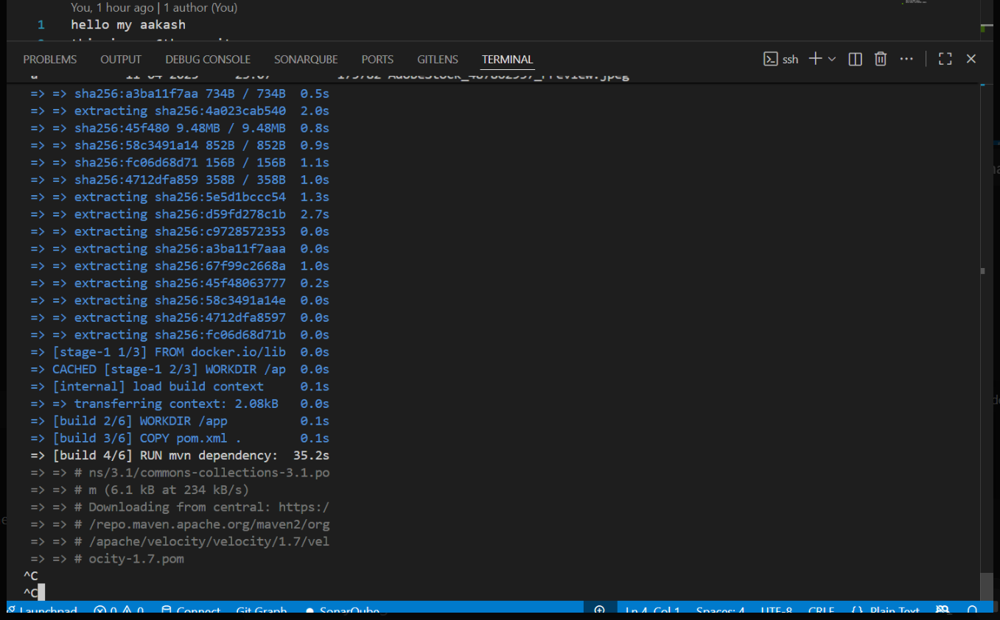 You, 1 hour ago | 1 author (You)
1 hello my aakash
PROBLEMS OUTPUT DEBUG CONSOLE SONARQUBE PORTS GITLENS TERMINAL ssh
=> => sha256:a3ba11f7aa 734B / 734B 0.5s
=> => extracting sha256:4a023cab540 2.0s
=> => sha256:45f480 9.48MB / 9.48MB 0.8s
=> => sha256:58c3491a14 852B / 852B 0.9s
=> => sha256:fc06d68d71 156B / 156B 1.1s
=> => sha256:4712dfa859 358B / 358B 1.0s
=> => extracting sha256:5e5d1bccc54 1.3s
=> => extracting sha256:d59fd278c1b 2.7s
=> => extracting sha256:c9728572353 0.0s
=> => extracting sha256:a3ba11f7aaa 0.0s
=> => extracting sha256:67f99c2668a 1.0s
=> => extracting sha256:45f48063777 0.2s
=> => extracting sha256:58c3491a14e 0.0s
=> => extracting sha256:4712dfa8597 0.0s
=> => extracting sha256:fc06d68d71b 0.0s
=> [stage-1 1/3] FROM docker.io/lib 0.0s
=> CACHED [stage-1 2/3] WORKDIR /ap 0.0s
=> [internal] load build context 0.1s
=> => transferring context: 2.08kB 0.0s
=> [build 2/6] WORKDIR /app 0.1s
=> [build 3/6] COPY pom.xml . 0.1s
=> [build 4/6] RUN mvn dependency: 35.2s
=> => # ns/3.1/commons-collections-3.1.po
=> => # m (6.1 kB at 234 kB/s)
=> => # Downloading from central: https:/
=> => # /repo.maven.apache.org/maven2/org
=> => # /apache/velocity/velocity/1.7/vel
=> => # ocity-1.7.pom
^C
^C
Launchpad 0 0 Connect Git Graph SonarQube Ln 4, Col 1 Spaces: 4 UTF-8 CRLF {} Plain Text